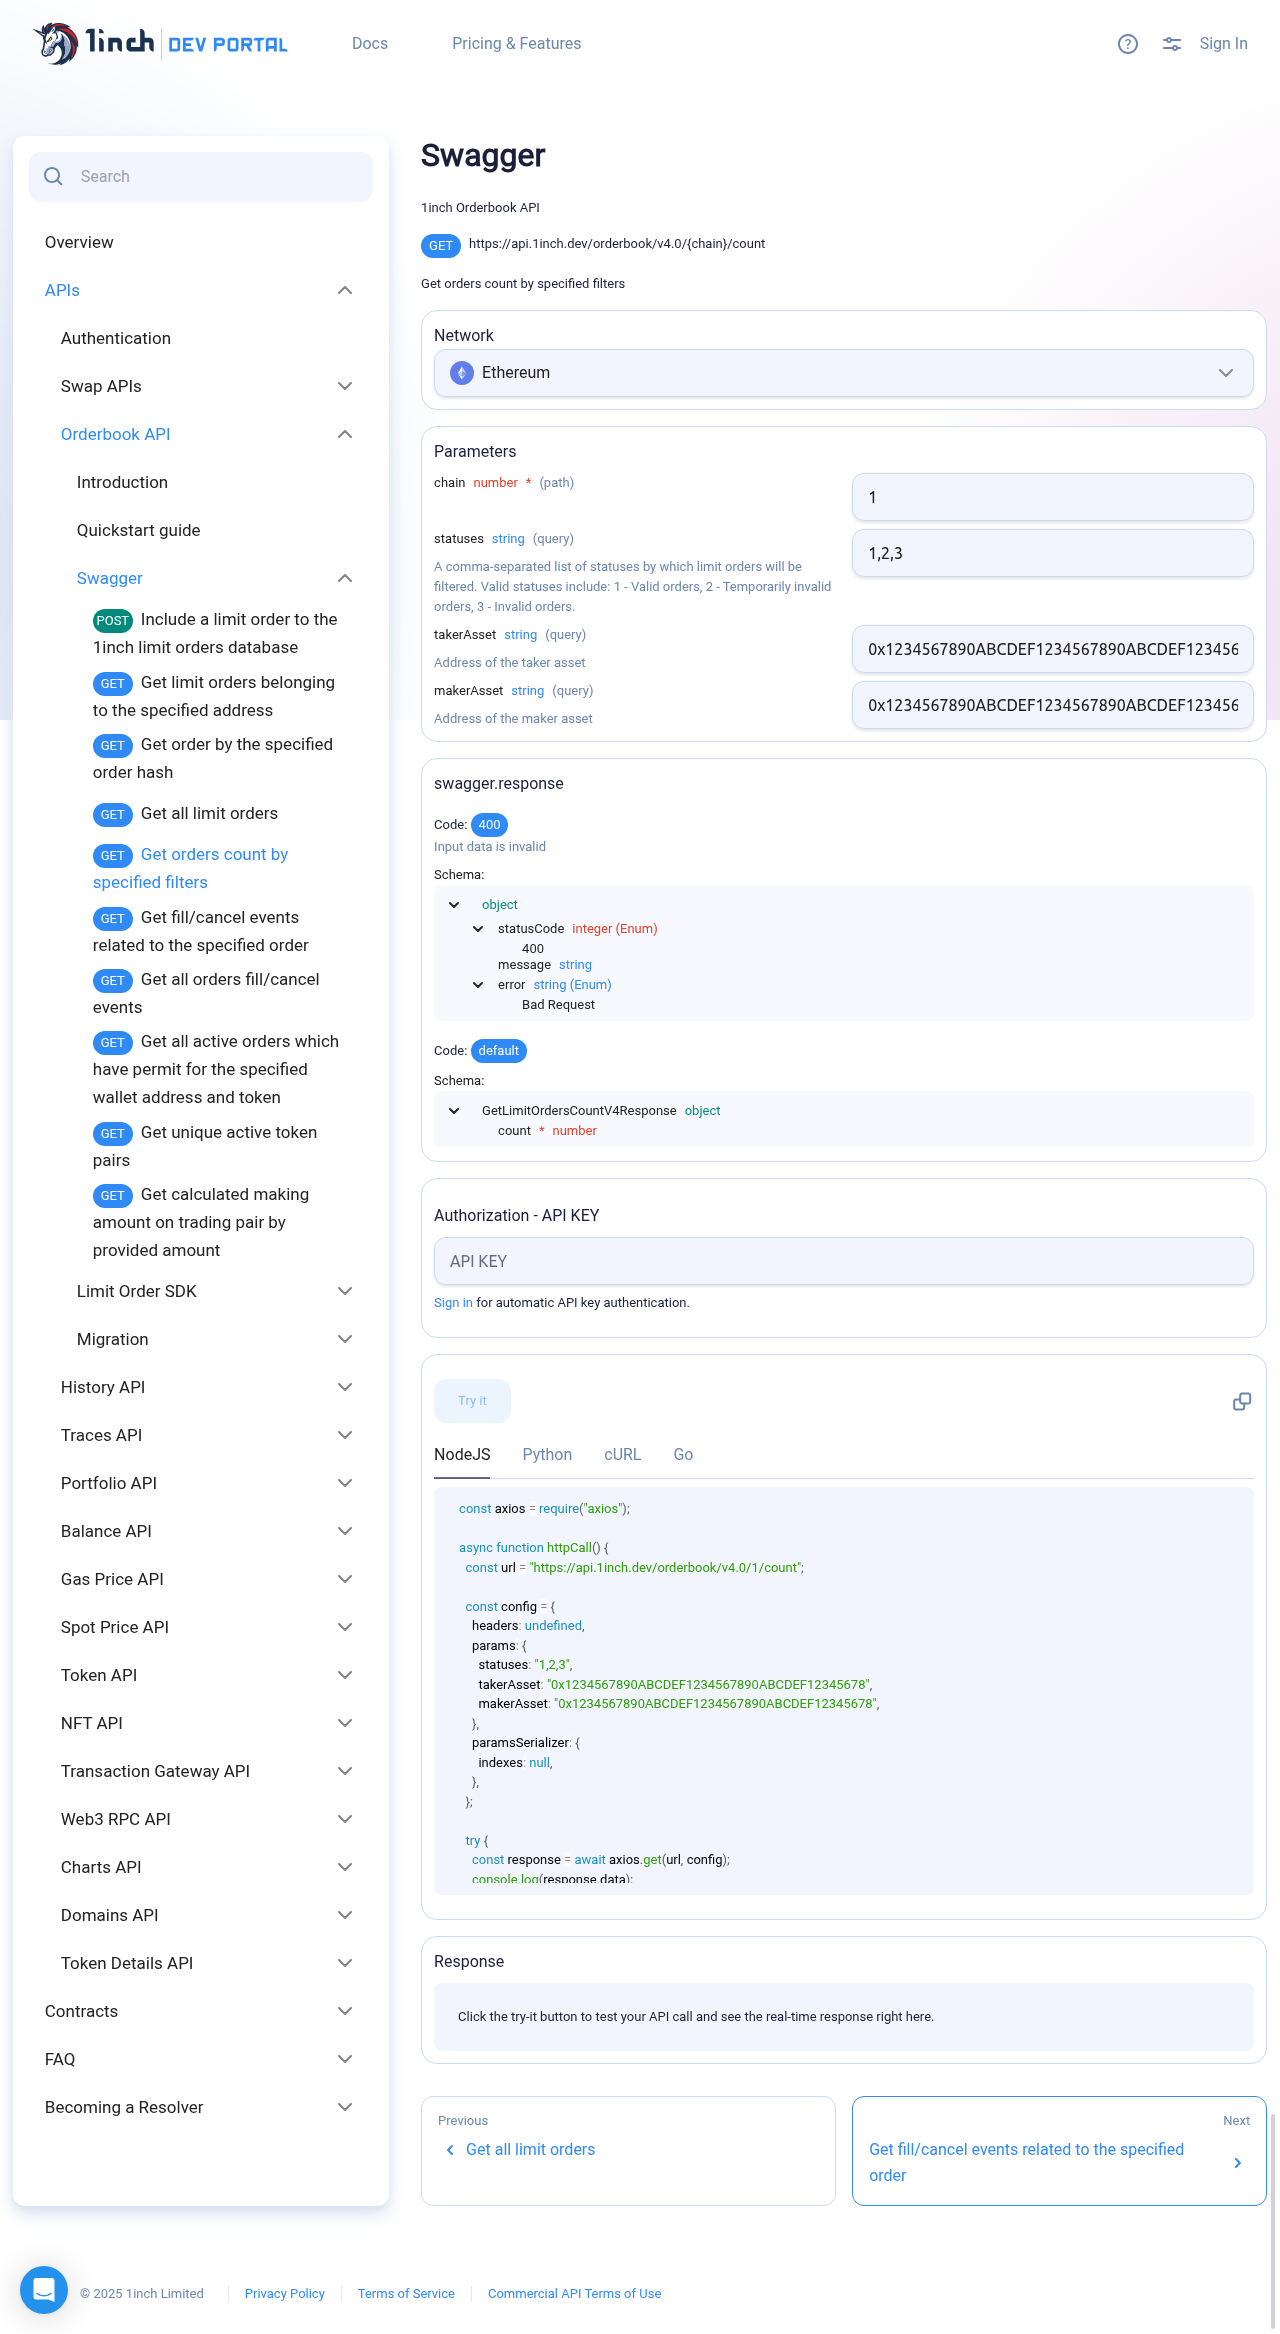 1inch DEV PORTAL
Docs
Pricing & Features
Sign In
Search
Overview
APIs
Authentication
Swap APIs
Orderbook API
Introduction
Quickstart guide
Swagger
POST Include a limit order to the
1inch limit orders database
GET Get limit orders belonging
to the specified address
GET Get order by the specified
order hash
GET Get all limit orders
GET Get orders count by
specified filters
GET Get fill/cancel events
related to the specified order
GET Get all orders fill/cancel
events
GET Get all active orders which
have permit for the specified
wallet address and token
GET Get unique active token
pairs
GET Get calculated making
amount on trading pair by
provided amount
Limit Order SDK
Migration
History API
Traces API
Portfolio API
Balance API
Gas Price API
Spot Price API
Token API
NFT API
Transaction Gateway API
Web3 RPC API
Charts API
Domains API
Token Details API
Contracts
FAQ
Becoming a Resolver
Swagger
1inch Orderbook API
GET https://api.1inch.dev/orderbook/v4.0/{chain}/count
Get orders count by specified filters
Network
Ethereum
Parameters
chain number * (path)
1
statuses string (query)
1,2,3
A comma-separated list of statuses by which limit orders will be
filtered. Valid statuses include: 1 - Valid orders, 2 - Temporarily invalid
orders, 3 - Invalid orders.
takerAsset string (query)
0x1234567890ABCDEF1234567890ABCDEF123456
Address of the taker asset
makerAsset string (query)
0x1234567890ABCDEF1234567890ABCDEF123456
Address of the maker asset
swagger.response
Code: 400
Input data is invalid
Schema:
object
statusCode integer (Enum)
400
message string
error string (Enum)
Bad Request
Code: default
Schema:
GetLimitOrdersCountV4Response object
count * number
Authorization - API KEY
API KEY
Sign in for automatic API key authentication.
Try it
NodeJS Python cURL Go
const axios = require("axios");
async function httpCall() {
const url = "https://api.1inch.dev/orderbook/v4.0/1/count";
const config = {
headers: undefined,
params: {
statuses: "1,2,3",
takerAsset: "0x1234567890ABCDEF1234567890ABCDEF12345678",
makerAsset: "0x1234567890ABCDEF1234567890ABCDEF12345678",
},
paramsSerializer: {
indexes: null,
},
};
try {
const response = await axios.get(url, config);
console.log(response.data);
Response
Click the try-it button to test your API call and see the real-time response right here.
Previous
Get all limit orders
Next
Get fill/cancel events related to the specified
order
© 2025 1inch Limited
Privacy Policy
Terms of Service
Commercial API Terms of Use